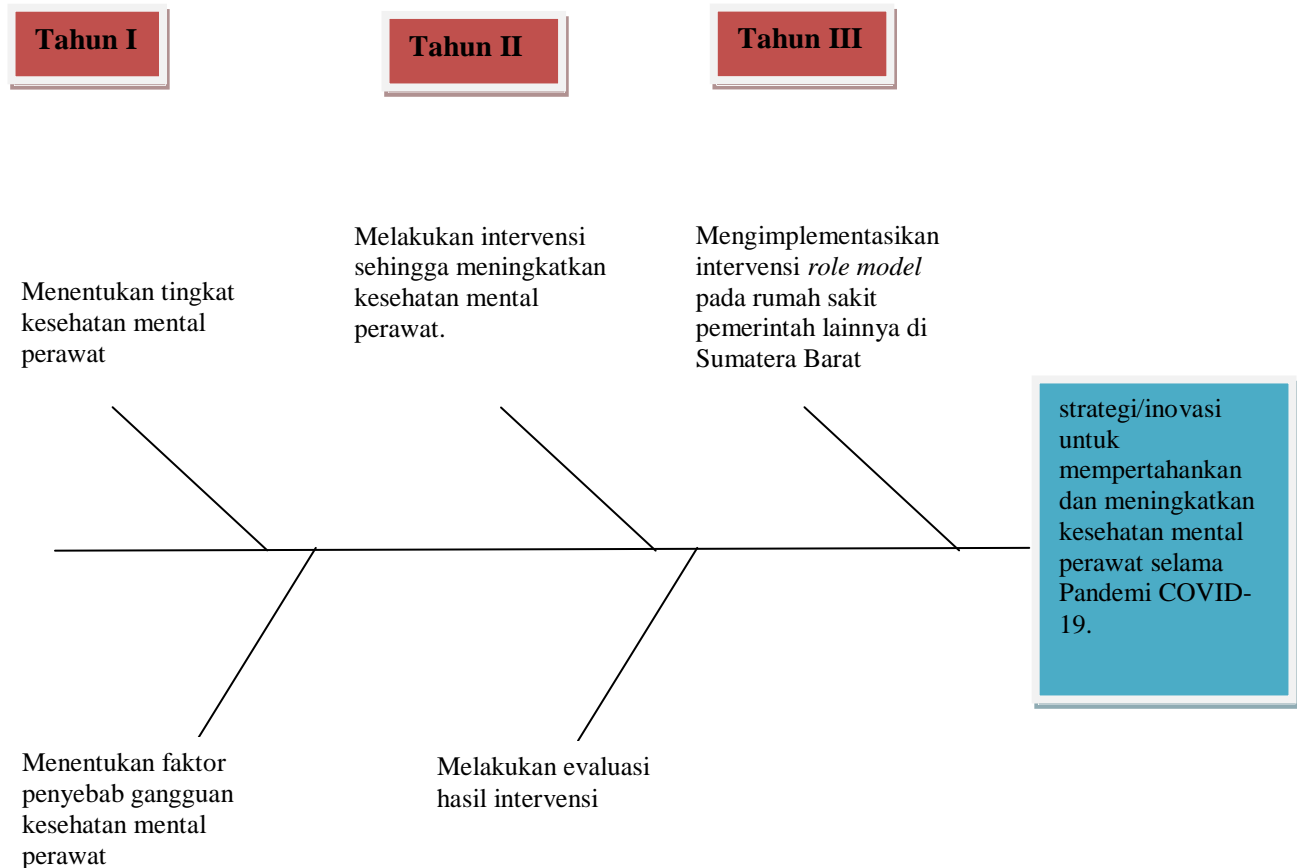 Tahun I
Tahun II
Tahun III
Menentukan tingkat
kesehatan mental
perawat
Melakukan intervensi
sehingga meningkatkan
kesehatan mental
perawat.
Mengimplementasikan
intervensi role model
pada rumah sakit
pemerintah lainnya di
Sumatera Barat
strategi/inovasi
untuk
mempertahankan
dan meningkatkan
kesehatan mental
perawat selama
Pandemi COVID-
19.
Menentukan faktor
penyebab gangguan
kesehatan mental
perawat
Melakukan evaluasi
hasil intervensi